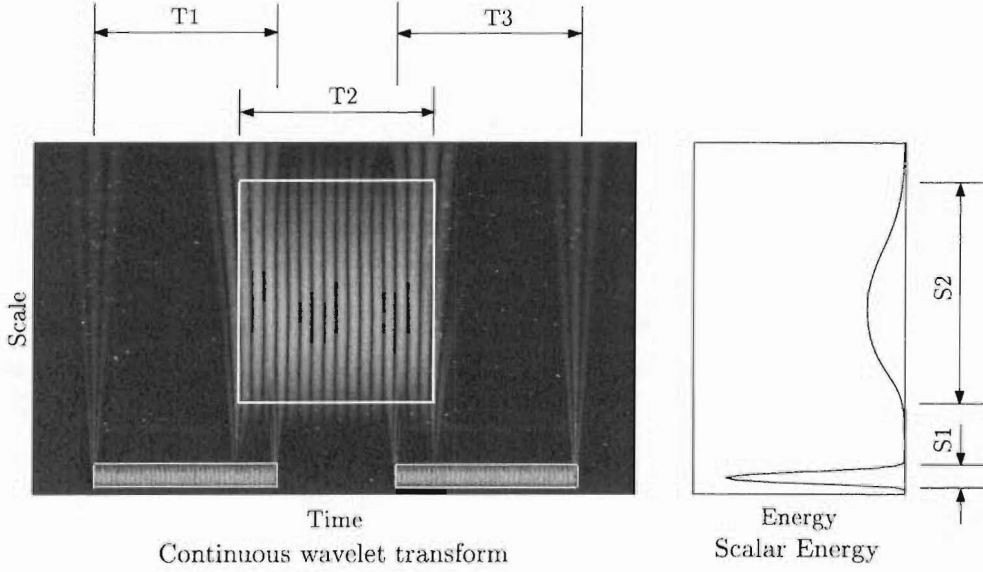 T1
T3
T2
Scale
S2
S1
Time
Energy
Continuous wavelet transform
Scalar Energy